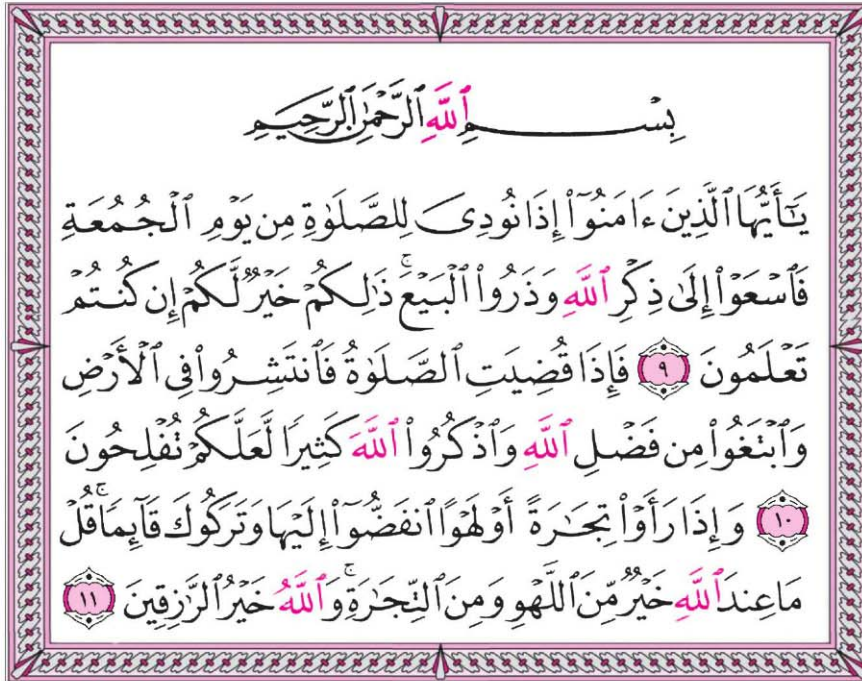 بِسْمِ ٱللَّهِ ٱلرَّحْمَٰنِ ٱلرَّحِيمِ
يَٰٓأَيُّهَا ٱلَّذِينَ ءَامَنُوٓا۟ إِذَا نُودِىَ لِلصَّلَوٰةِ مِن يَوْمِ ٱلْجُمُعَةِ
فَٱسْعَوْا۟ إِلَىٰ ذِكْرِ ٱللَّهِ وَذَرُوا۟ ٱلْبَيْعَ ۚ ذَٰلِكُمْ خَيْرٌ لَّكُمْ إِن كُنتُمْ
تَعْلَمُونَ ٩ فَإِذَا قُضِيَتِ ٱلصَّلَوٰةُ فَٱنتَشِرُوا۟ فِى ٱلْأَرْضِ
وَٱبْتَغُوا۟ مِن فَضْلِ ٱللَّهِ وَٱذْكُرُوا۟ ٱللَّهَ كَثِيرًا لَّعَلَّكُمْ تُفْلِحُونَ
١٠ وَإِذَا رَأَوْا۟ تِجَٰرَةً أَوْ لَهْوًا ٱنفَضُّوٓا۟ إِلَيْهَا وَتَرَكُوكَ قَآئِمًا ۚ قُلْ
مَا عِندَ ٱللَّهِ خَيْرٌ مِّنَ ٱللَّهْوِ وَمِنَ ٱلتِّجَٰرَةِ ۚ وَٱللَّهُ خَيْرُ ٱلرَّٰزِقِينَ ١١